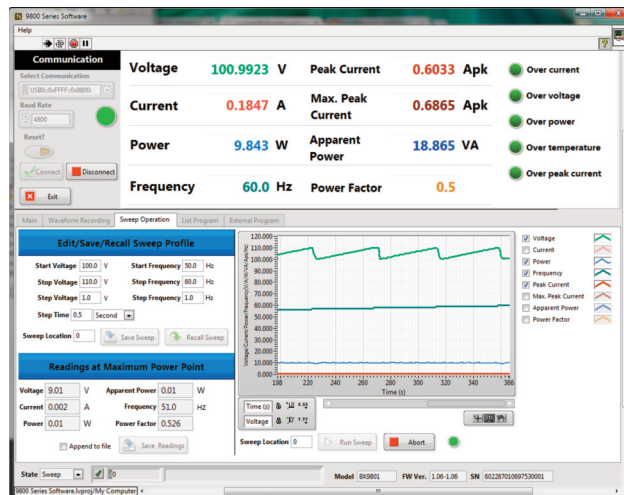 9800 Series Software
Help
Communication
Select Communication
USB0::0xFFFF::0x9800:
Baud Rate
4800
Reset?
Connect
Disconnect
Exit
Voltage 100.9923 V Peak Current 0.6033 Apk
Current 0.1847 A Max. Peak Current 0.6865 Apk
Power 9.843 W Apparent Power 18.865 VA
Frequency 60.0 Hz Power Factor 0.5
Over current
Over voltage
Over power
Over temperature
Over peak current
Main Waveform Recording Sweep Operation List Program External Program
Edit/Save/Recall Sweep Profile
Start Voltage 100.0 V Start Frequency 50.0 Hz
Stop Voltage 110.0 V Stop Frequency 60.0 Hz
Step Voltage 1.0 V Step Frequency 1.0 Hz
Step Time 0.5 Second
Sweep Location 0 Save Sweep Recall Sweep
Readings at Maximum Power Point
Voltage 9.01 V Apparent Power 0.01 W
Current 0.002 A Frequency 51.0 HZ
Power 0.01 W Power Factor 0.526
Append to file Save Readings
Voltage/Current/Power/Frequency(V/A/W/VA/Apk/Hz)
120.000
110.000
100.000
90.000
80.000
70.000
60.000
50.000
40.000
30.000
20.000
10.000
0.000
198 220 240 260 280 300 320 340 366
Time (s)
Voltage
Current
Power
Frequency
Peak Current
Max. Peak Current
Apparent Power
Power Factor
Time (s)
Voltage
Sweep Location 0 Run Sweep Abort
State Sweep 0
Model BK9801 FW Ver. 1.06-1.06 SN 602287010697530001
9800 Series Software.lvproj/My Computer